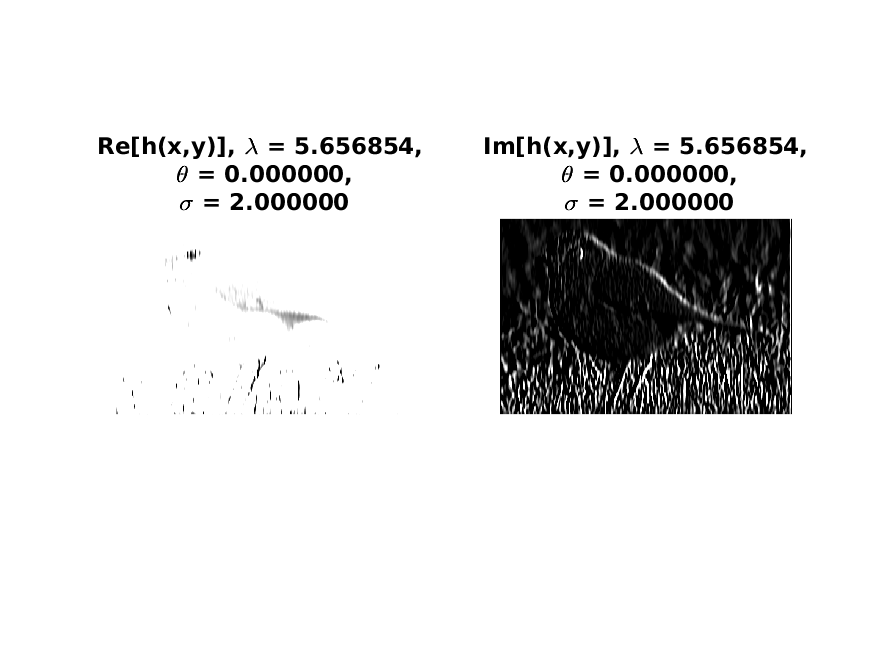 Re[h(x,y)], λ = 5.656854,
θ = 0.000000,
σ = 2.000000
Im[h(x,y)], λ = 5.656854,
θ = 0.000000,
σ = 2.000000